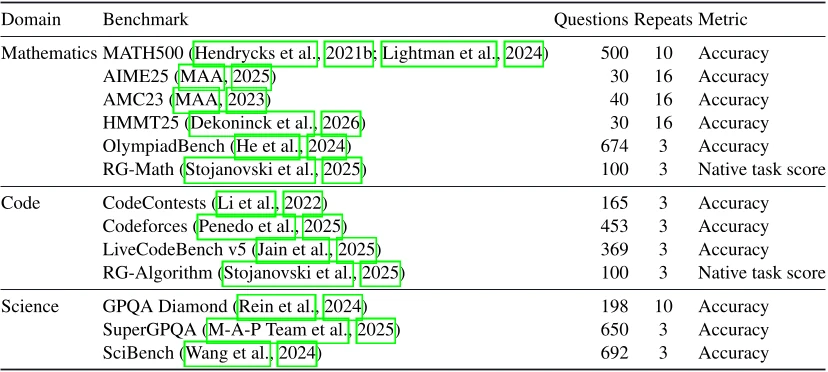 Domain Benchmark Questions Repeats Metric
Mathematics MATH500 (Hendrycks et al., 2021b; Lightman et al., 2024) 500 10 Accuracy
AIME25 (MAA, 2025) 30 16 Accuracy
AMC23 (MAA, 2023) 40 16 Accuracy
HMMT25 (Dekoninck et al., 2026) 30 16 Accuracy
OlympiadBench (He et al., 2024) 674 3 Accuracy
RG-Math (Stojanovski et al., 2025) 100 3 Native task score
Code CodeContests (Li et al., 2022) 165 3 Accuracy
Codeforces (Penedo et al., 2025) 453 3 Accuracy
LiveCodeBench v5 (Jain et al., 2025) 369 3 Accuracy
RG-Algorithm (Stojanovski et al., 2025) 100 3 Native task score
Science GPQA Diamond (Rein et al., 2024) 198 10 Accuracy
SuperGPQA (M-A-P Team et al., 2025) 650 3 Accuracy
SciBench (Wang et al., 2024) 692 3 Accuracy